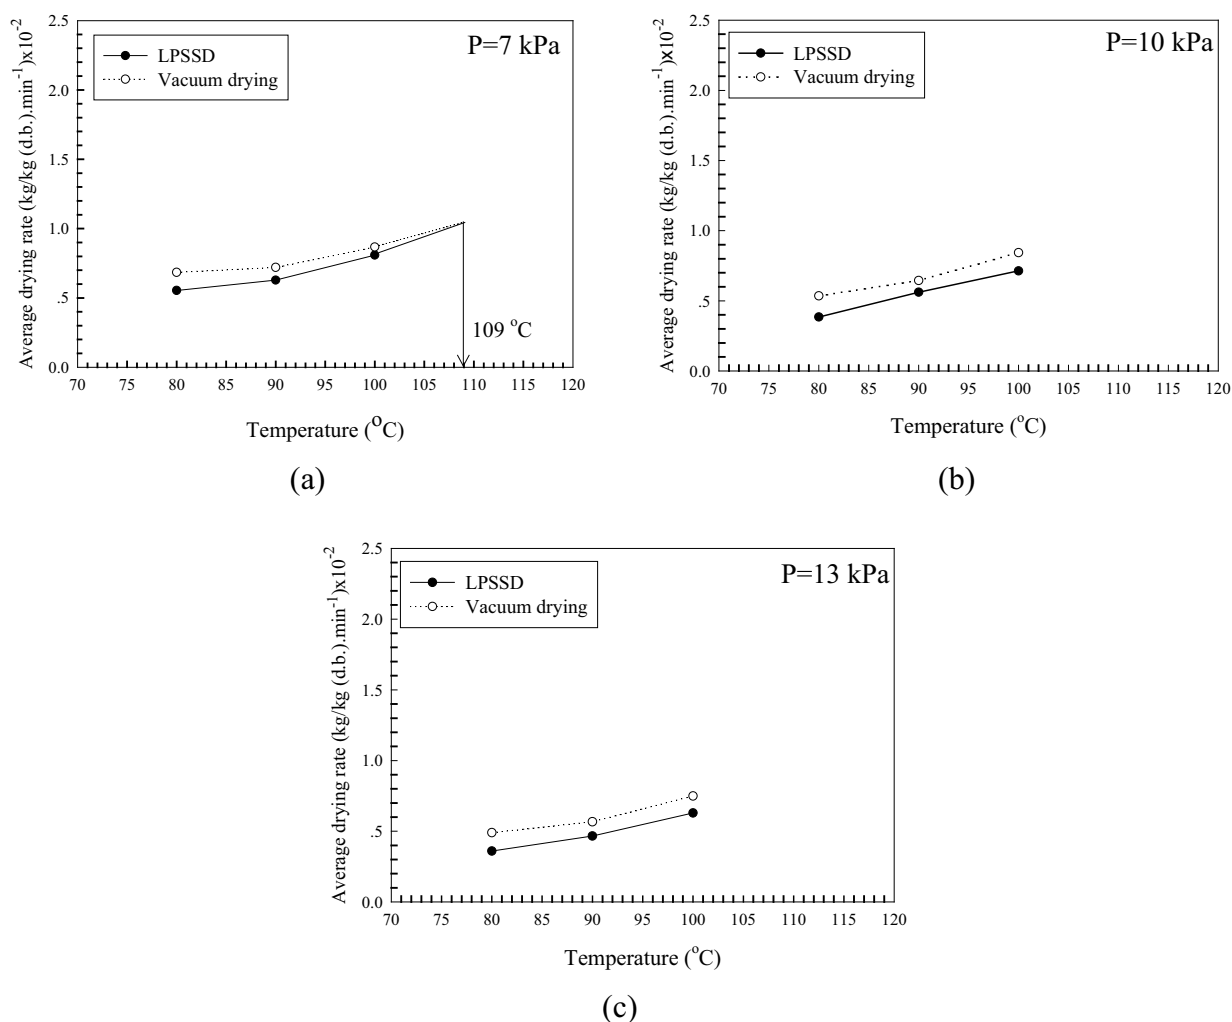 Average drying rate (kg/kg (d.b.).min⁻¹)x10⁻²
2.5
2.0
1.5
1.0
.5
0.0
LPSSD
Vacuum drying
P=7 kPa
109 °C
70 75 80 85 90 95 100 105 110 115 120
Temperature (°C)
(a)
Average drying rate (kg/kg (d.b.).min⁻¹)x10⁻²
2.5
2.0
1.5
1.0
.5
0.0
LPSSD
Vacuum drying
P=10 kPa
70 75 80 85 90 95 100 105 110 115 120
Temperature (°C)
(b)
Average drying rate (kg/kg (d.b.).min⁻¹)x10⁻²
2.5
2.0
1.5
1.0
.5
0.0
LPSSD
Vacuum drying
P=13 kPa
70 75 80 85 90 95 100 105 110 115 120
Temperature (°C)
(c)